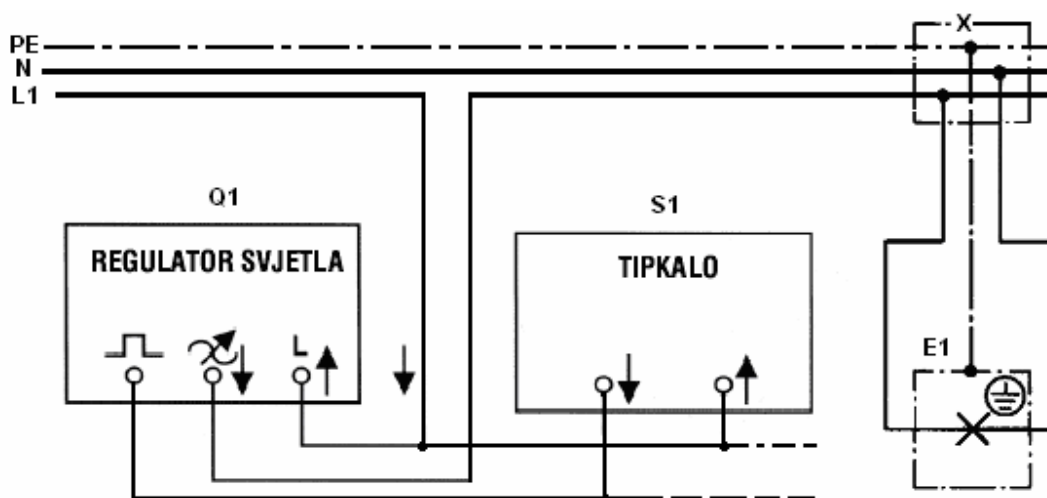 X
PE
N
L1
Q1
S1
REGULATOR SVJETLA
TIPKALO
L
E1